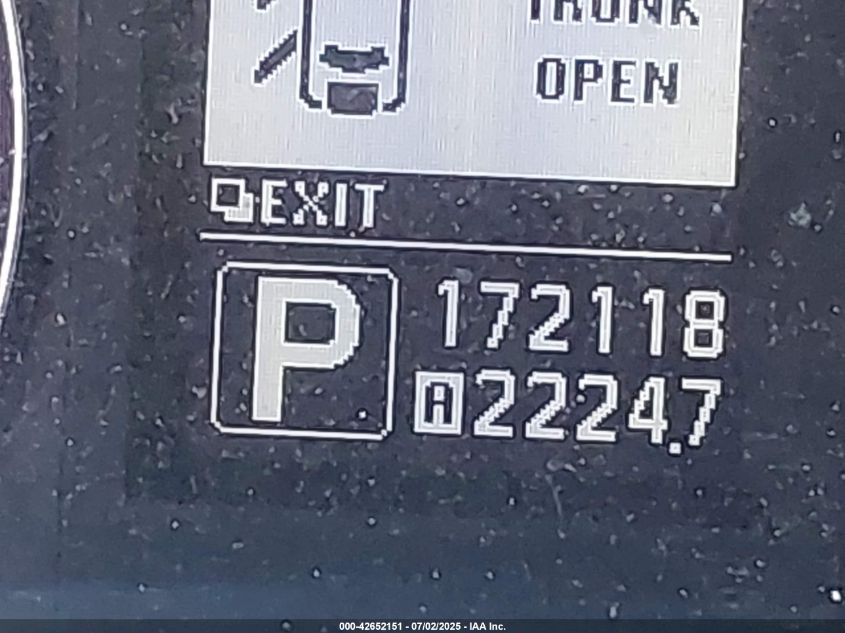 TRUNK
OPEN
EXIT
P
172118
A 2224.7
000-42652151 - 07/02/2025 - IAA Inc.